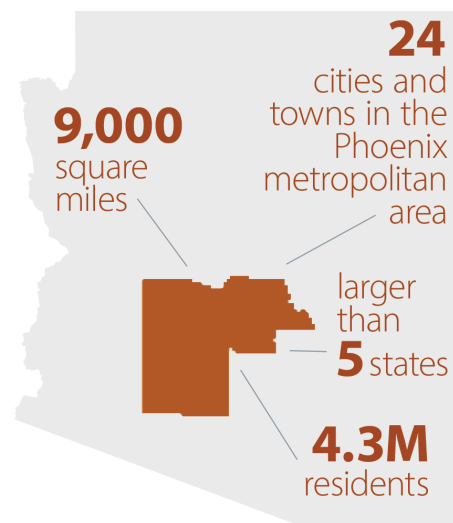 24
cities and
towns in the
Phoenix
metropolitan
area
9,000
square
miles
larger
than
5 states
4.3M
residents